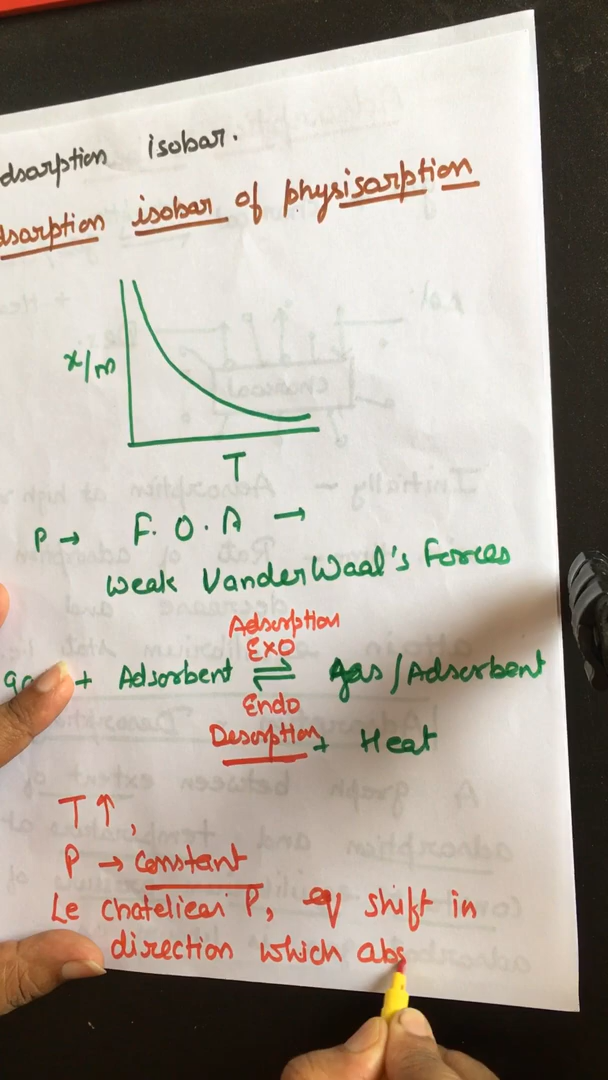 dsorption isobar.
dsorption isobar of physisorption
x/m
T
P → F.O.A →
Weak VanderWaal's Forces
Adsorption
Exo
+ Adsorbent ⇌ gas/Adserbent
Endo
Desorption + Heat
T↑,
P → constant
Le Chatelier P, eq shift in
direction which abs